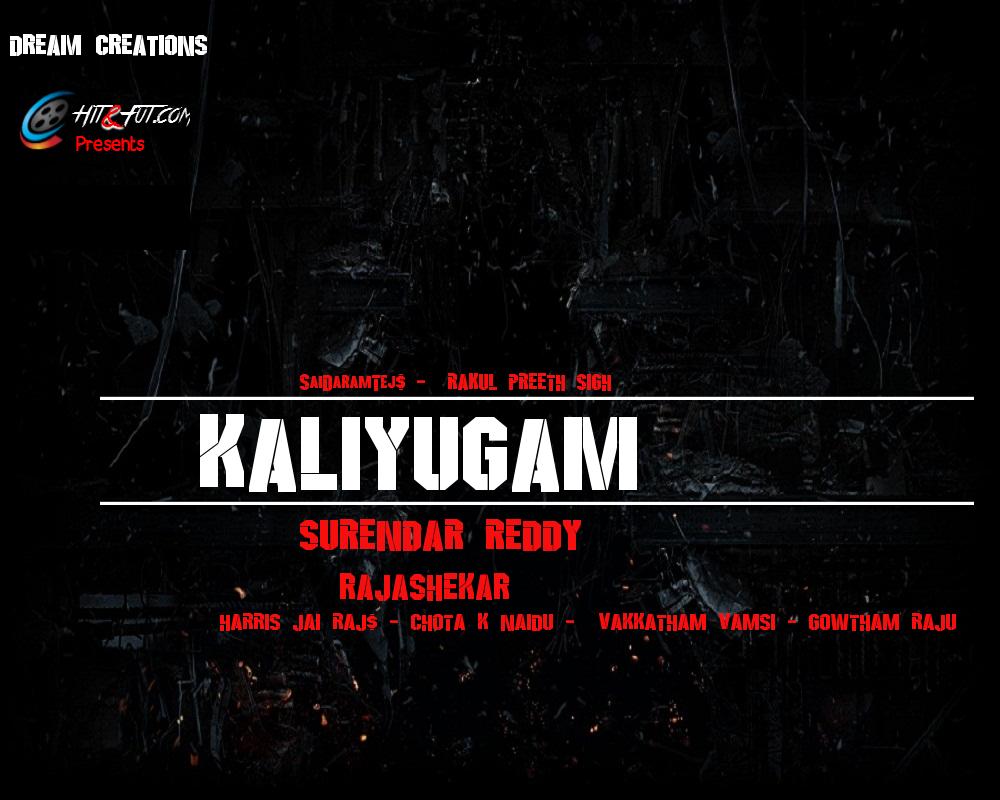 DREAM CREATIONS
HIT&FUT.COM
Presents
SAIDARAMTEJ$ - RAKUL PREETH SIGH
KALIYUGAM
SURENDAR REDDY
RAJASHEKAR
HARRIS JAI RAJ$ - CHOTA K NAIDU - VAKKATHAM VAMSI - GOWTHAM RAJU